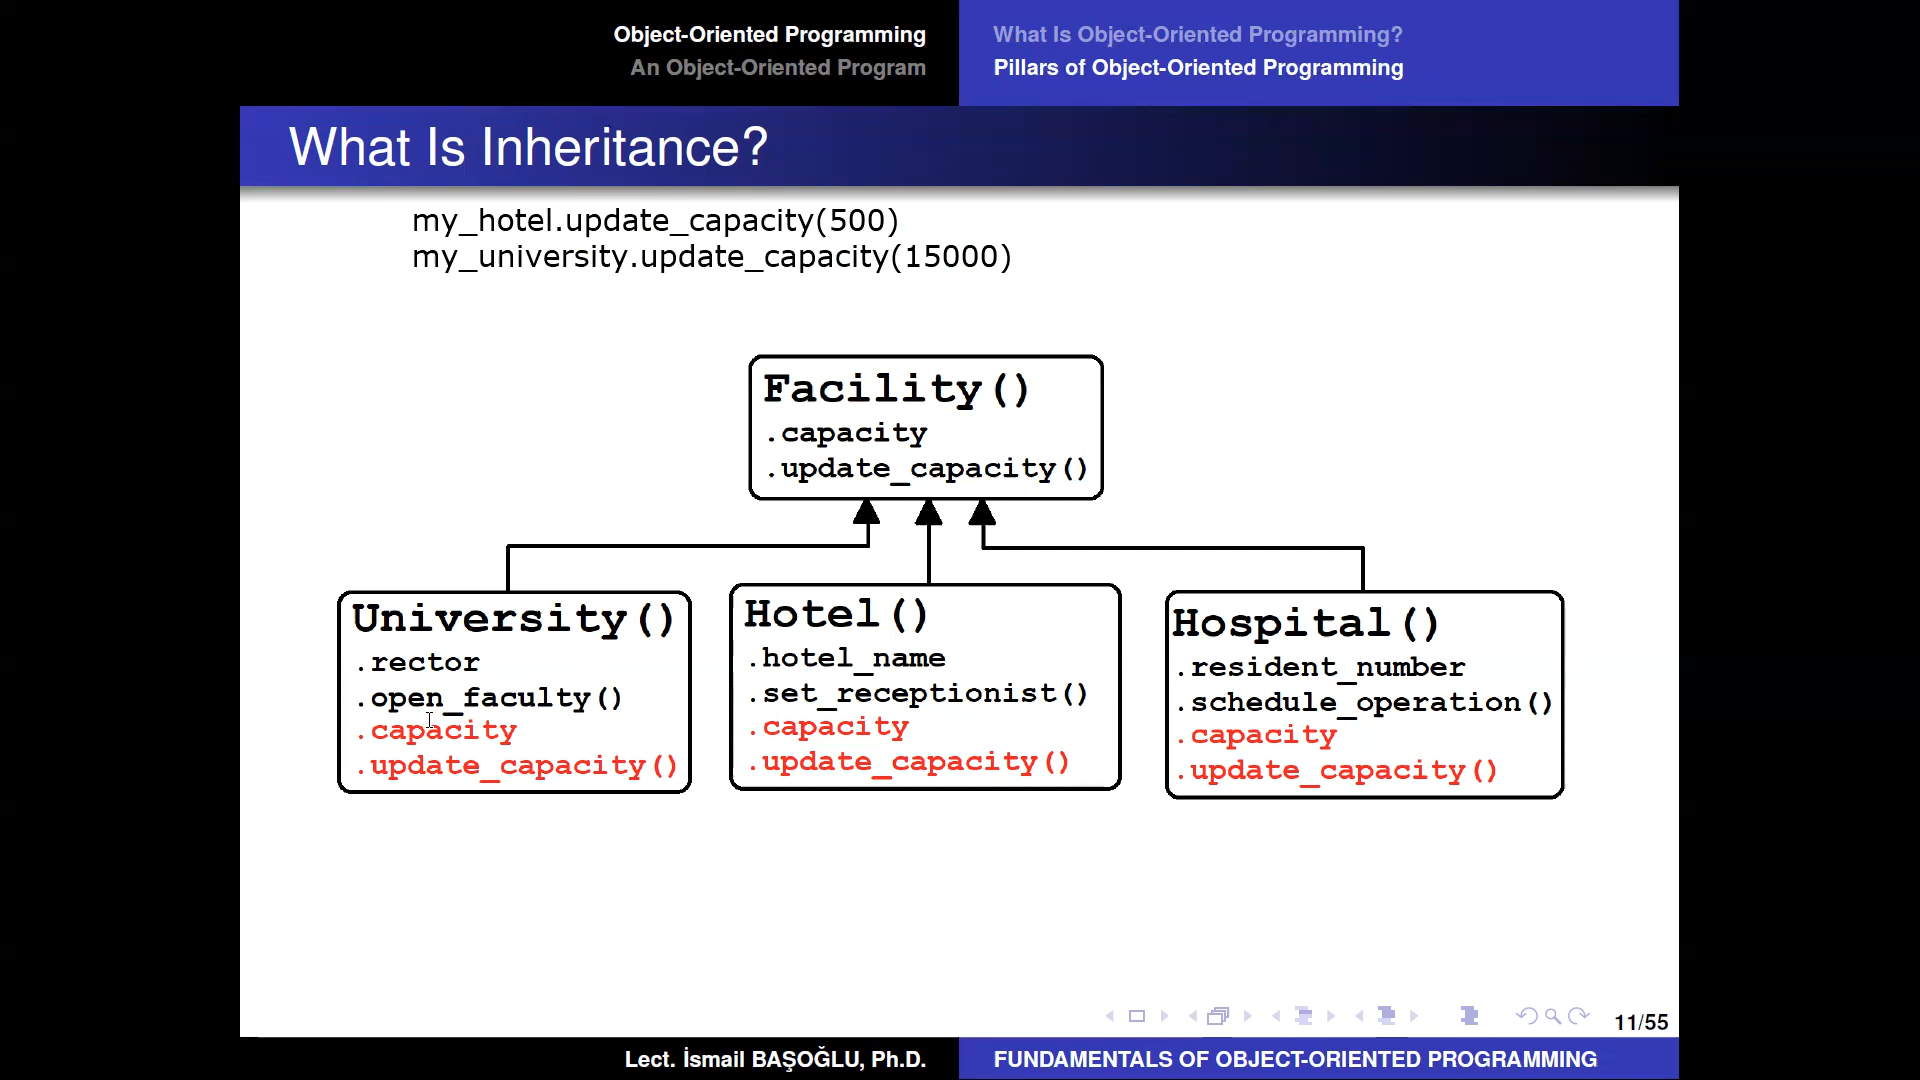 Object-Oriented Programming
An Object-Oriented Program
What Is Object-Oriented Programming?
Pillars of Object-Oriented Programming
What Is Inheritance?
my_hotel.update_capacity(500)
my_university.update_capacity(15000)
Facility()
.capacity
.update_capacity()
University()
.rector
.open_faculty()
.capacity
.update_capacity()
Hotel()
.hotel_name
.set_receptionist()
.capacity
.update_capacity()
Hospital()
.resident_number
.schedule_operation()
.capacity
.update_capacity()
11/55
Lect. İsmail BAŞOĞLU, Ph.D.
FUNDAMENTALS OF OBJECT-ORIENTED PROGRAMMING